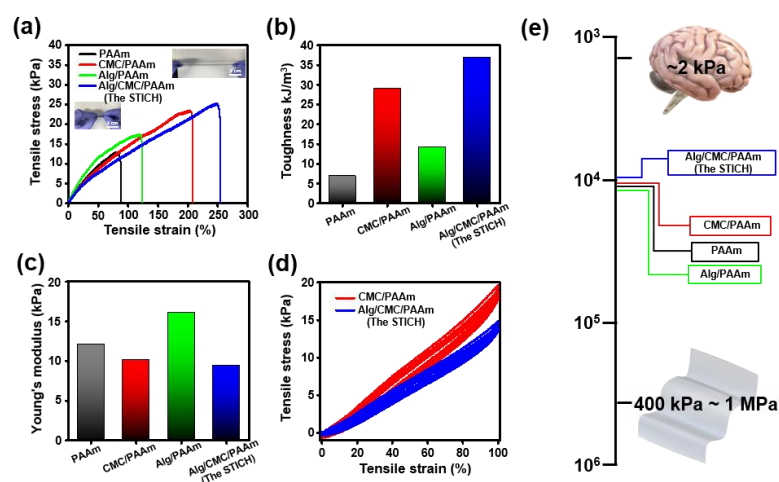 (a)
Tensile stress (kPa)
40
35
30
25
20
15
10
5
0
PAAm
CMC/PAAm
Alg/PAAm
Alg/CMC/PAAm
(The STICH)
0 50 100 150 200 250 300
Tensile strain (%)
(b)
Toughness kJ/m³)
40
35
30
25
20
15
10
5
0
PAAm
CMC/PAAm
Alg/PAAm
Alg/CMC/PAAm
(The STICH)
(c)
Young's modulus (kPa)
20
15
10
5
0
PAAm
CMC/PAAm
Alg/PAAm
Alg/CMC/PAAm
(The STICH)
(d)
Tensile stress (kPa)
20
15
10
5
0
CMC/PAAm
Alg/CMC/PAAm
(The STICH)
0 20 40 60 80 100
Tensile strain (%)
(e)
10³
~2 kPa
Alg/CMC/PAAm
(The STICH)
10⁴
CMC/PAAm
PAAm
Alg/PAAm
10⁵
400 kPa ~ 1 MPa
10⁶